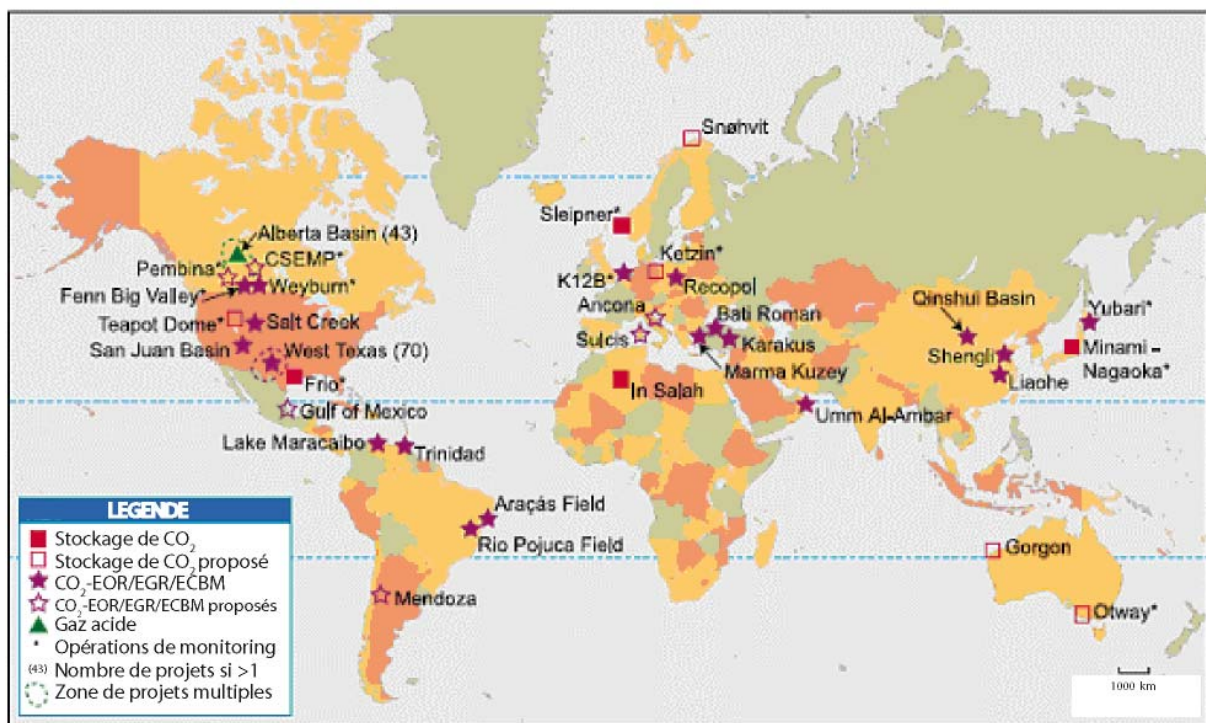 Snøhvit
Sleipner*
Alberta Basin (43)
CSEMP*
Pembina*
Fenn Big Valley*
Weyburn*
Teapot Dome*
Salt Creek
San Juan Basin
West Texas (70)
Frio*
Gulf of Mexico
Lake Maracaibo
Trinidad
Araçás Field
Rio Pojuca Field
Mendoza
K12B*
Ketzin*
Recopol
Ancona
Sulcis
Bati Roman
Karakus
Marma Kuzey
In Salah
Umm Al-Ambar
Qinshui Basin
Yubari*
Shengli
Minami –
Nagaoka*
Liaohe
Gorgon
Otway*
1000 km
LEGENDE
Stockage de CO₂
Stockage de CO₂ proposé
CO₂-EOR/EGR/ECBM
CO₂-EOR/EGR/ECBM proposés
Gaz acide
* Opérations de monitoring
(43) Nombre de projets si >1
Zone de projets multiples